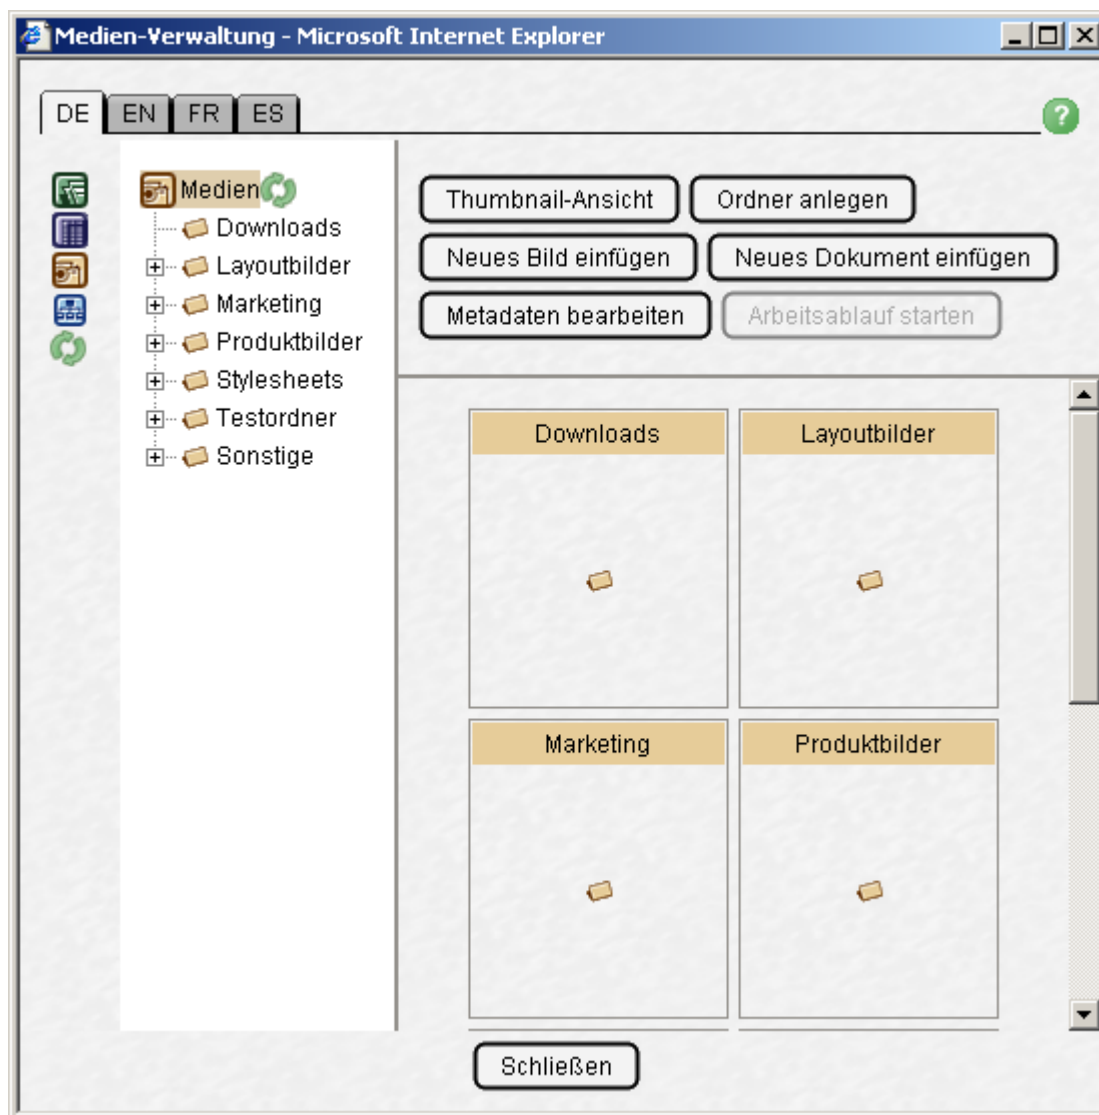 Medien-Verwaltung - Microsoft Internet Explorer
DE EN FR ES
?
Medien
Downloads
Layoutbilder
Marketing
Produktbilder
Stylesheets
Testordner
Sonstige
Thumbnail-Ansicht Ordner anlegen
Neues Bild einfügen Neues Dokument einfügen
Metadaten bearbeiten Arbeitsablauf starten
Downloads Layoutbilder
Marketing Produktbilder
Schließen